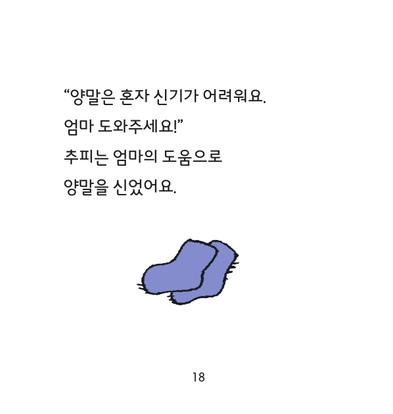 “양말은 혼자 신기가 어려워요.
엄마 도와주세요!”
추피는 엄마의 도움으로
양말을 신었어요.
18